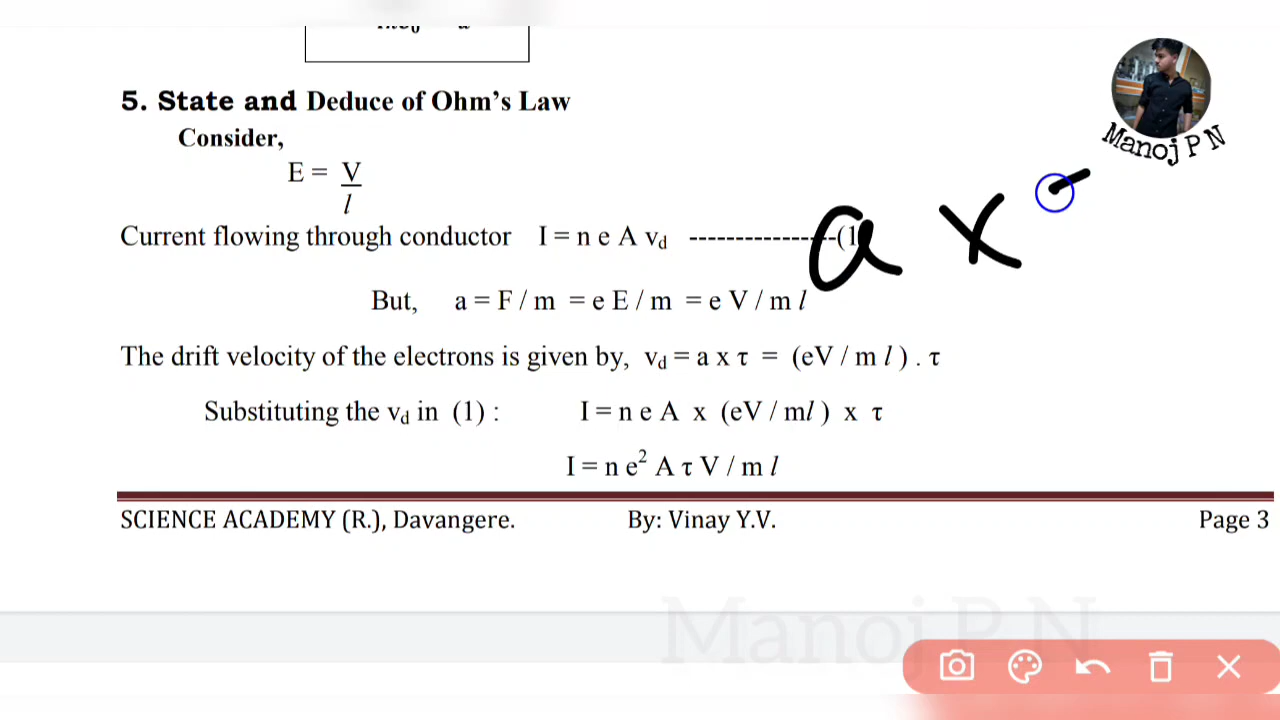 5. State and Deduce of Ohm's Law
Consider,
E = V
l
Current flowing through conductor I = n e A vd ---------------(1
But, a = F / m = e E / m = e V / m l
The drift velocity of the electrons is given by, vd = a x τ = (eV / m l ) . τ
Substituting the vd in (1) : I = n e A x (eV / ml ) x τ
I = n e² A τ V / m l
SCIENCE ACADEMY (R.), Davangere. By: Vinay Y.V. Page 3
a x
Manoj P N
Manoj P N